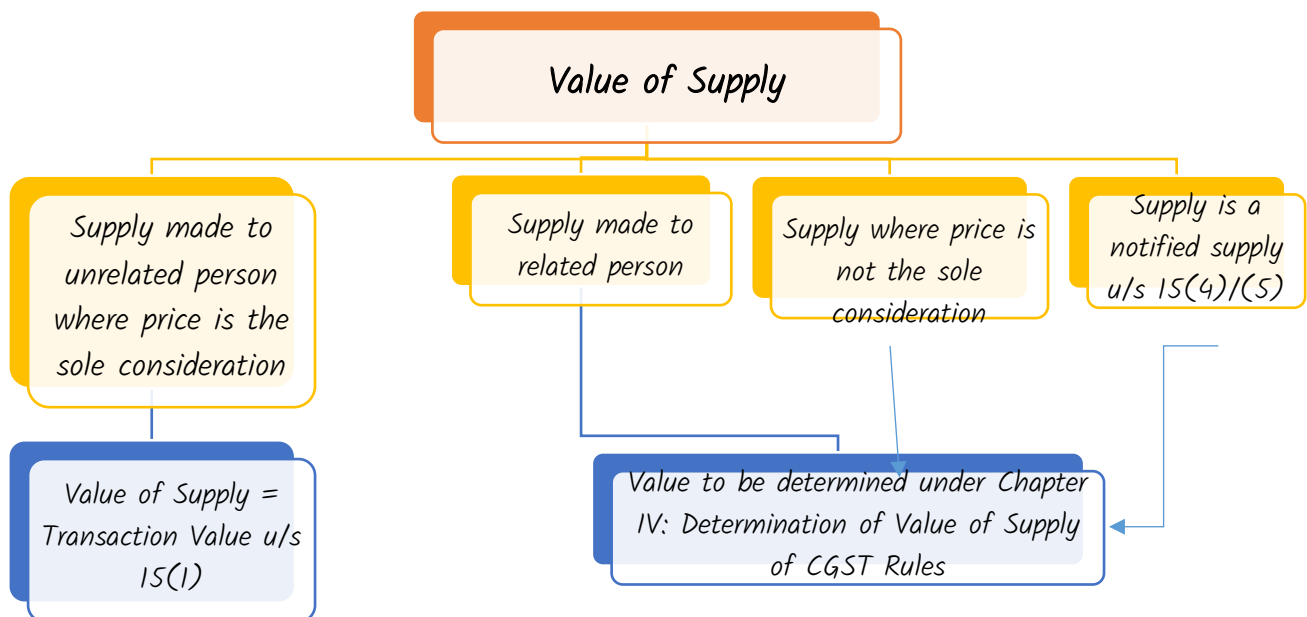 Value of Supply
Supply made to
unrelated person
where price is the
sole consideration
Supply made to
related person
Supply where price is
not the sole
consideration
Supply is a
notified supply
u/s 15(4)/(5)
Value of Supply =
Transaction Value u/s
15(1)
Value to be determined under Chapter
IV: Determination of Value of Supply
of CGST Rules